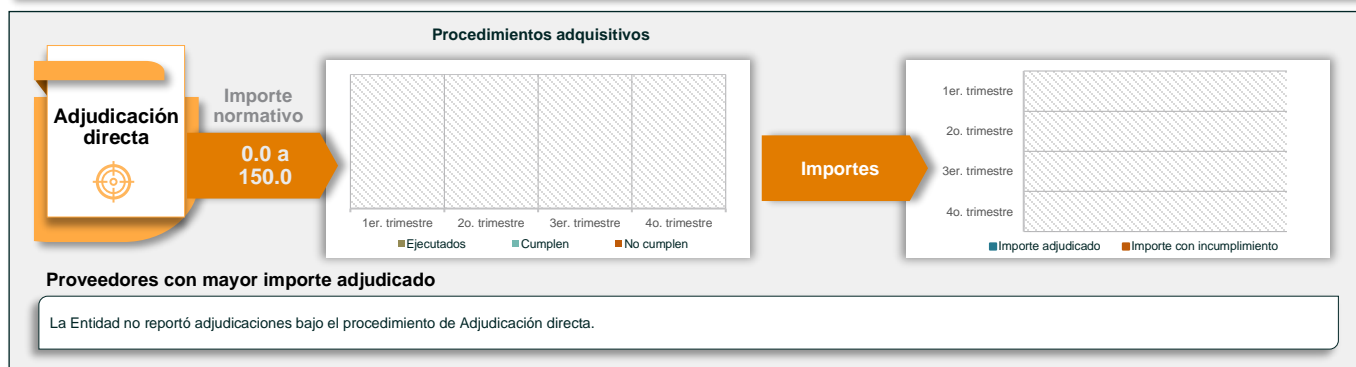 Procedimientos adquisitivos
Adjudicación
directa
Importe
normativo
0.0 a
150.0
1er. trimestre
2o. trimestre
3er. trimestre
4o. trimestre
Ejecutados
Cumplen
No cumplen
Importes
1er. trimestre
2o. trimestre
3er. trimestre
4o. trimestre
Importe adjudicado
Importe con incumplimiento
Proveedores con mayor importe adjudicado
La Entidad no reportó adjudicaciones bajo el procedimiento de Adjudicación directa.